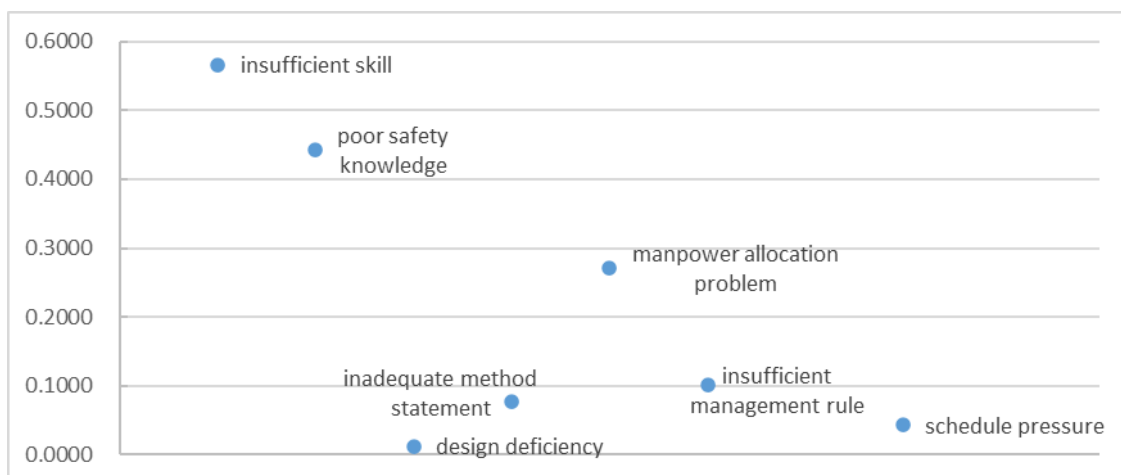 0.6000
insufficient skill
0.5000
poor safety
knowledge
0.4000
0.3000
manpower allocation
problem
0.2000
0.1000
inadequate method
statement
insufficient
management rule
schedule pressure
design deficiency
0.0000